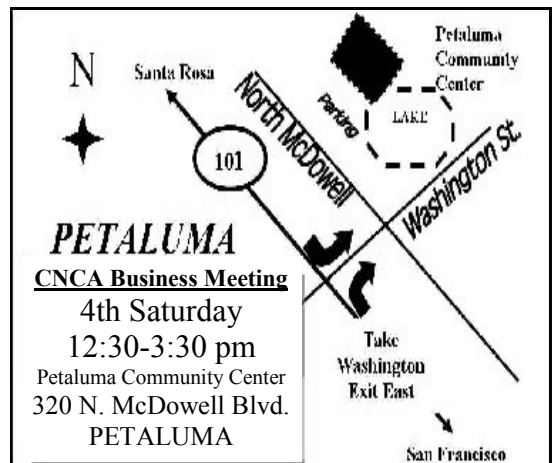 N
Santa Rosa
North McDowell
Parking
LAKE
Petaluma
Community
Center
Washington St.
101
PETALUMA
CNCA Business Meeting
4th Saturday
12:30-3:30 pm
Petaluma Community Center
320 N. McDowell Blvd.
PETALUMA
Take
Washington
Exit East
San Francisco